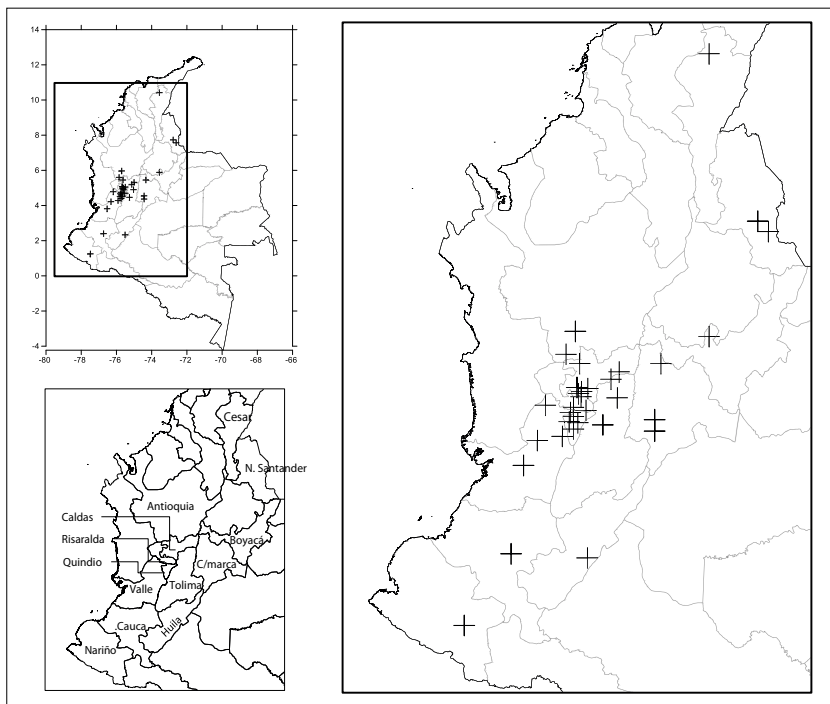 14
12
10
8
6
4
2
0
-2
-4
-80 -78 -76 -74 -72 -70 -68 -66
Cesar
N. Santander
Antioquia
Caldas
Risaralda
Boyacá
Quindio
C/marca
Tolima
Valle
Cauca
Huila
Nariño